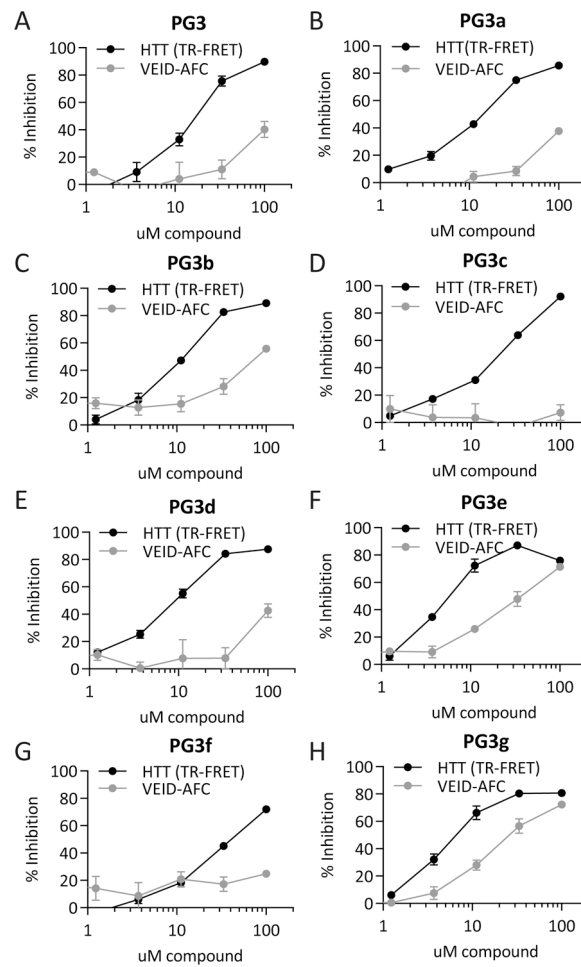 A
PG3
HTT (TR-FRET)
VEID-AFC
% Inhibition
100
80
60
40
20
0
1 10 100
uM compound
B
PG3a
HTT(TR-FRET)
VEID-AFC
% Inhibition
100
80
60
40
20
0
1 10 100
uM compound
C
PG3b
HTT (TR-FRET)
VEID-AFC
% Inhibition
100
80
60
40
20
0
1 10 100
uM compound
D
PG3c
HTT (TR-FRET)
VEID-AFC
% Inhibition
100
80
60
40
20
0
1 10 100
uM compound
E
PG3d
HTT (TR-FRET)
VEID-AFC
% Inhibition
100
80
60
40
20
0
1 10 100
uM compound
F
PG3e
HTT (TR-FRET)
VEID-AFC
% Inhibition
100
80
60
40
20
0
1 10 100
uM compound
G
PG3f
HTT (TR-FRET)
VEID-AFC
% Inhibition
100
80
60
40
20
0
1 10 100
uM compound
H
PG3g
HTT (TR-FRET)
VEID-AFC
% Inhibition
100
80
60
40
20
0
1 10 100
uM compound